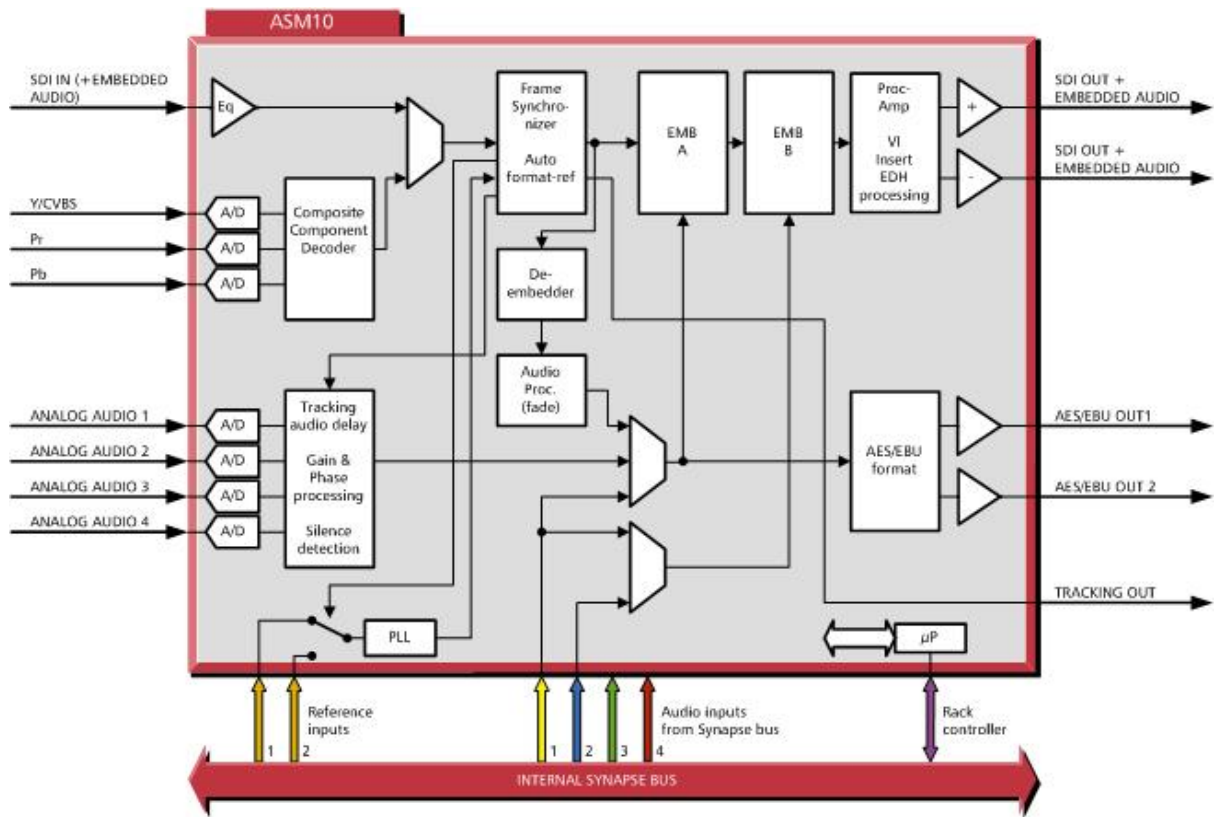 ASM10
SDI IN (+EMBEDDED
AUDIO)
Eq
Frame
Synchro-
nizer
Auto
format-ref
EMB
A
EMB
B
Proc-
Amp
VI
Insert
EDH
processing
+
-
SDI OUT +
EMBEDDED AUDIO
SDI OUT +
EMBEDDED AUDIO
Y/CVBS
Pr
Pb
A/D
A/D
A/D
Composite
Component
Decoder
De-
embedder
Audio
Proc.
(fade)
ANALOG AUDIO 1
ANALOG AUDIO 2
ANALOG AUDIO 3
ANALOG AUDIO 4
A/D
A/D
A/D
A/D
Tracking
audio delay
Gain &
Phase
processing
Silence
detection
AES/EBU
format
AES/EBU OUT1
AES/EBU OUT 2
TRACKING OUT
PLL
µP
Reference
inputs
1
2
Audio inputs
from Synapse bus
1
2
3
4
Rack
controller
INTERNAL SYNAPSE BUS